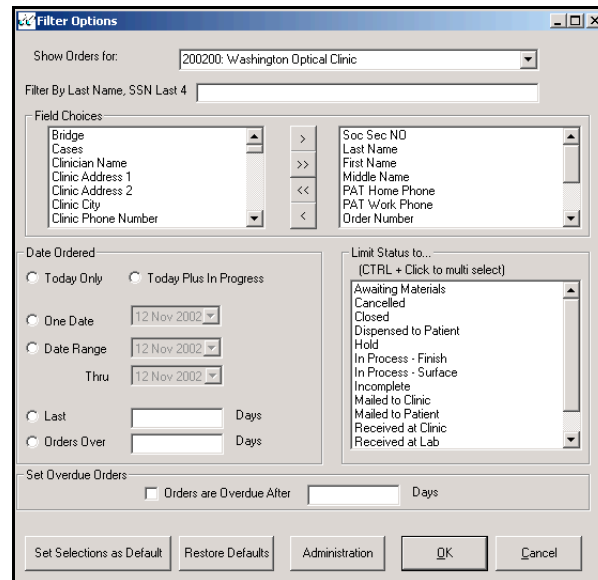 Filter Options
Show Orders for:
200200: Washington Optical Clinic
Filter By Last Name, SSN Last 4
Field Choices
Bridge
Cases
Clinician Name
Clinic Address 1
Clinic Address 2
Clinic City
Clinic Phone Number
>
>>
<<
<
Soc Sec NO
Last Name
First Name
Middle Name
PAT Home Phone
PAT Work Phone
Order Number
Date Ordered
Today Only
Today Plus In Progress
One Date
12 Nov 2002
Date Range
12 Nov 2002
Thru
12 Nov 2002
Last
Days
Orders Over
Days
Limit Status to...
(CTRL + Click to multi select)
Awaiting Materials
Cancelled
Closed
Dispensed to Patient
Hold
In Process - Finish
In Process - Surface
Incomplete
Mailed to Clinic
Mailed to Patient
Received at Clinic
Received at Lab
Set Overdue Orders
Orders are Overdue After
Days
Set Selections as Default
Restore Defaults
Administration
OK
Cancel